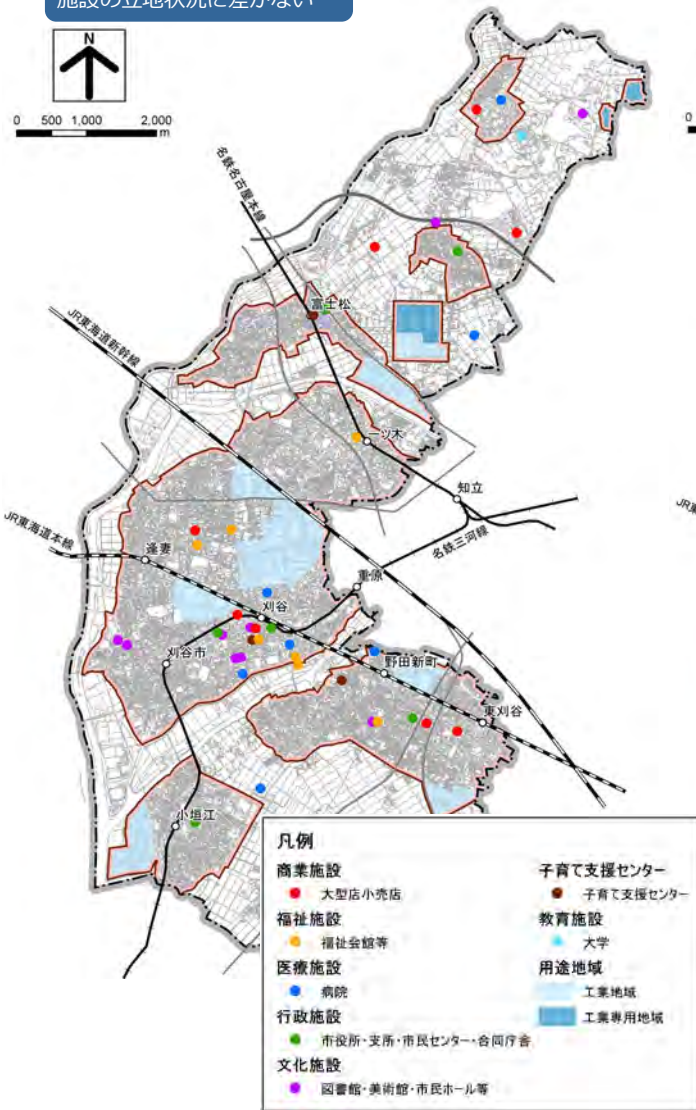 施設の立地状況に差がない
N
0 500 1,000 2,000
m
0
名鉄名古屋本線
富士松
JR東海道新幹線
一ツ木
知立
JR東海道本線
名鉄三河線
逢妻
重原
刈谷
刈谷市
野田新町
東刈谷
小垣江
凡例
商業施設
大型店小売店
福祉施設
福祉会館等
医療施設
病院
行政施設
市役所・支所・市民センター・合同庁舎
文化施設
図書館・美術館・市民ホール等
子育て支援センター
子育て支援センター
教育施設
大学
用途地域
工業地域
工業専用地域